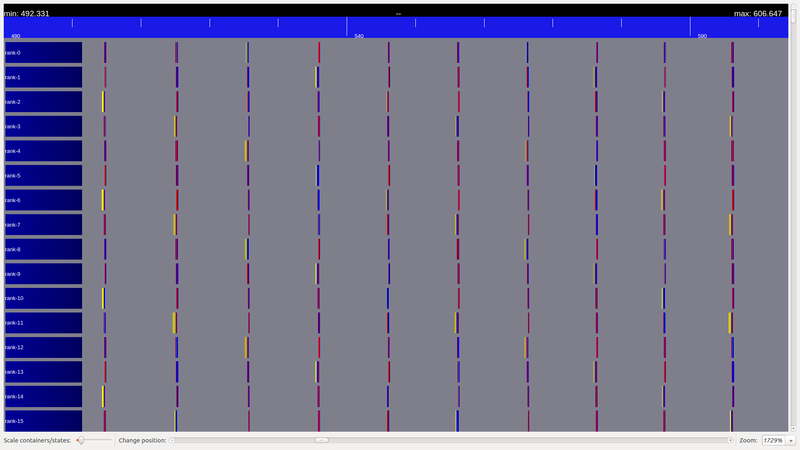 min: 492.331 -- max: 606.647
490 540 590
rank-0
rank-1
rank-2
rank-3
rank-4
rank-5
rank-6
rank-7
rank-8
rank-9
rank-10
rank-11
rank-12
rank-13
rank-14
rank-15
Scale containers/states: Change position: Zoom: 1729%